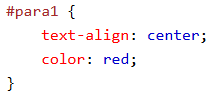 #para1 {
    text-align: center;
    color: red;
}